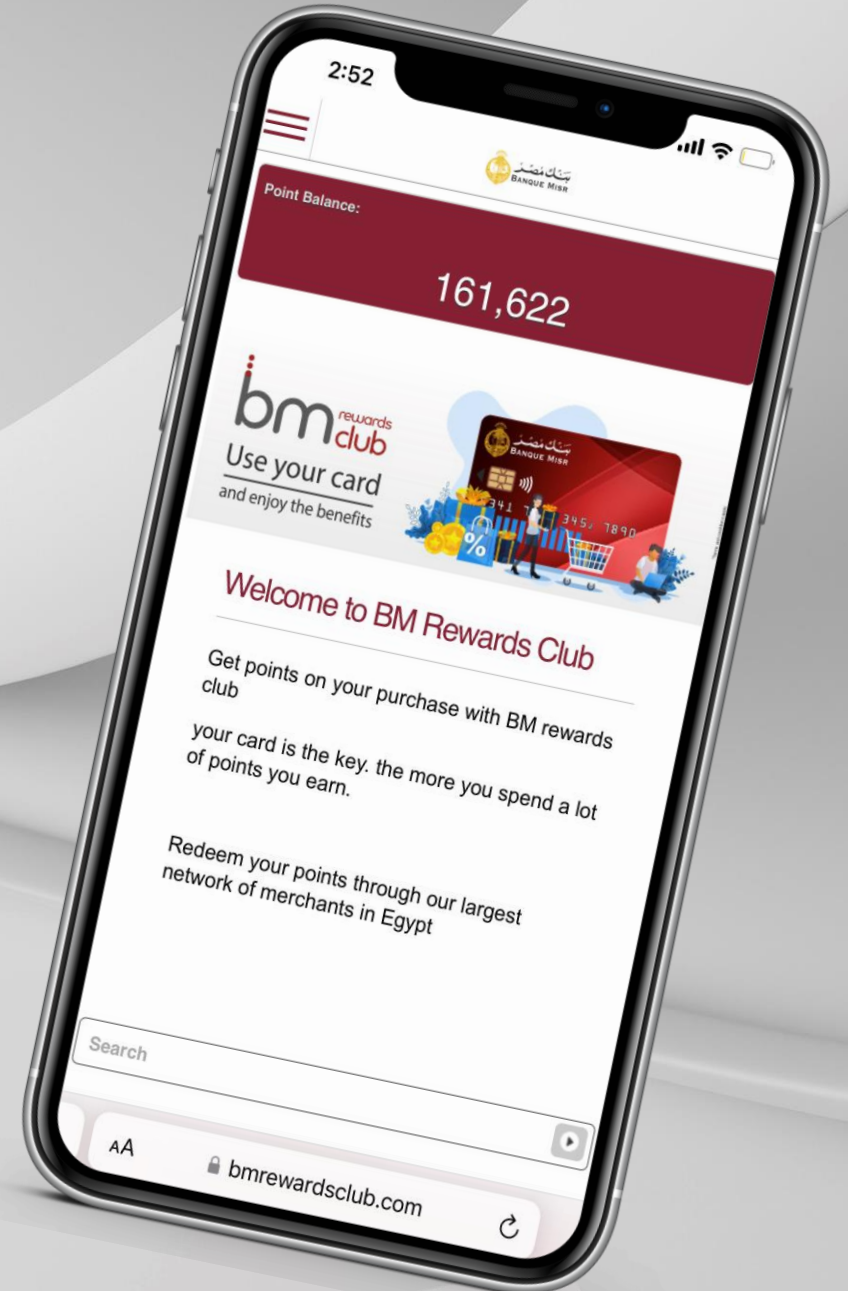 2:52
بنك مصر
BANQUE MISR
Point Balance:
161,622
bm rewards
club
Use your card
and enjoy the benefits
بنك مصر
BANQUE MISR
%
Welcome to BM Rewards Club
Get points on your purchase with BM rewards
club
your card is the key. the more you spend a lot
of points you earn.
Redeem your points through our largest
network of merchants in Egypt
Search
AA
bmrewardsclub.com